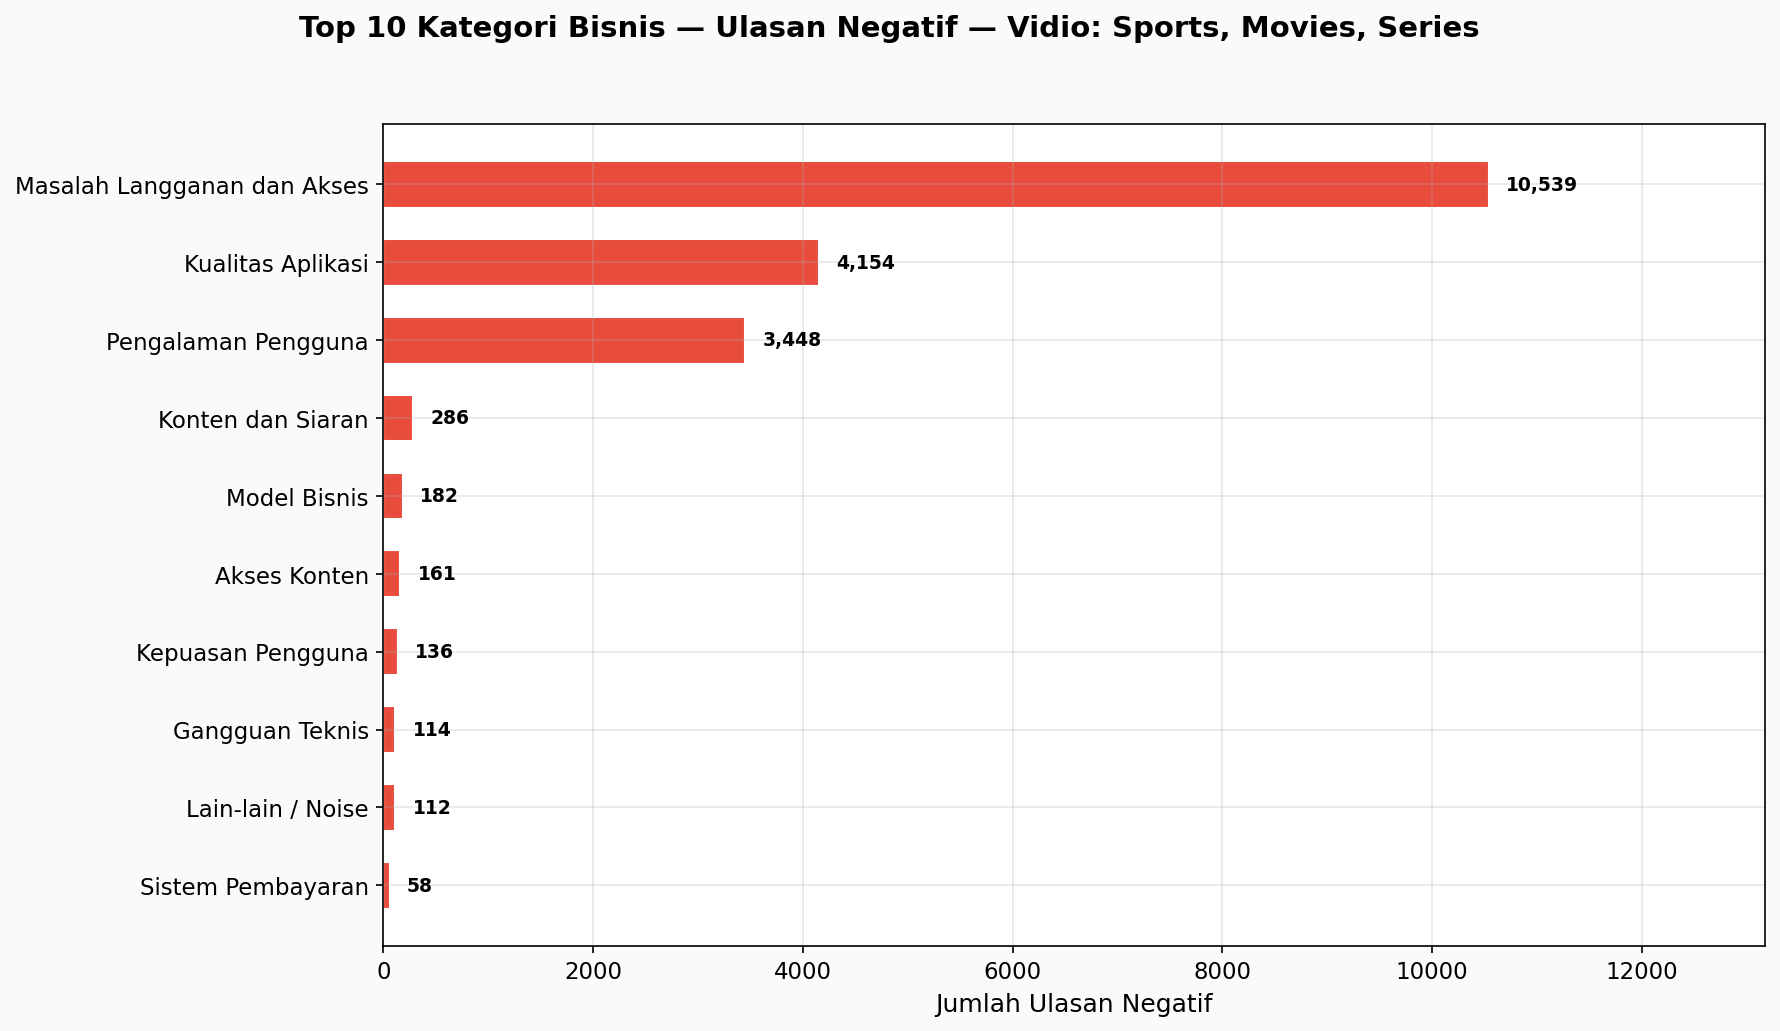 Top 10 Kategori Bisnis — Ulasan Negatif — Vidio: Sports, Movies, Series
Masalah Langganan dan Akses 10,539
Kualitas Aplikasi 4,154
Pengalaman Pengguna 3,448
Konten dan Siaran 286
Model Bisnis 182
Akses Konten 161
Kepuasan Pengguna 136
Gangguan Teknis 114
Lain-lain / Noise 112
Sistem Pembayaran 58
0 2000 4000 6000 8000 10000 12000
Jumlah Ulasan Negatif